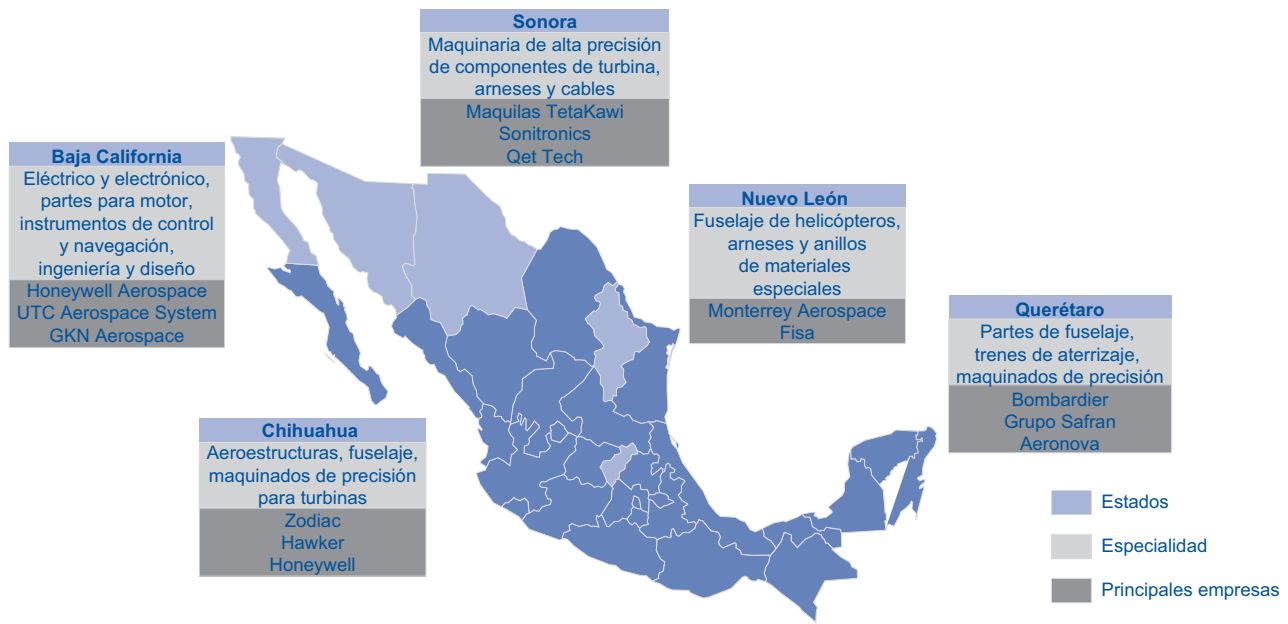 Sonora
Maquinaria de alta precisión
de componentes de turbina,
arneses y cables
Maquilas TetaKawi
Sonitronics
Qet Tech
Baja California
Eléctrico y electrónico,
partes para motor,
instrumentos de control
y navegación,
ingeniería y diseño
Honeywell Aerospace
UTC Aerospace System
GKN Aerospace
Nuevo León
Fuselaje de helicópteros,
arneses y anillos
de materiales
especiales
Monterrey Aerospace
Fisa
Querétaro
Partes de fuselaje,
trenes de aterrizaje,
maquinados de precisión
Bombardier
Grupo Safran
Aeronova
Chihuahua
Aeroestructuras, fuselaje,
maquinados de precisión
para turbinas
Zodiac
Hawker
Honeywell
Estados
Especialidad
Principales empresas